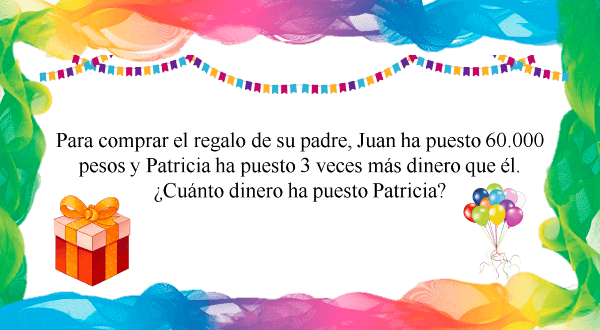 Para comprar el regalo de su padre, Juan ha puesto 60.000
pesos y Patricia ha puesto 3 veces más dinero que él.
¿Cuánto dinero ha puesto Patricia?